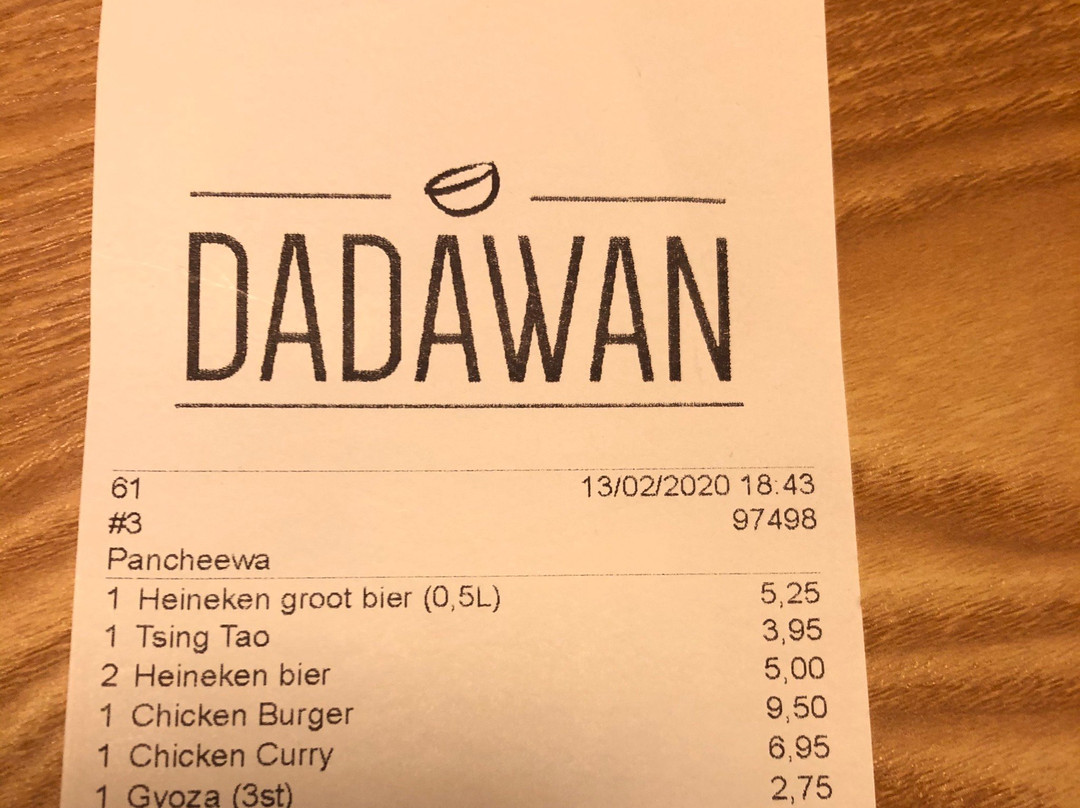 DADAWAN
61 13/02/2020 18:43
#3 97498
Pancheewa
1 Heineken groot bier (0,5L) 5,25
1 Tsing Tao 3,95
2 Heineken bier 5,00
1 Chicken Burger 9,50
1 Chicken Curry 6,95
1 Gyoza (3st) 2,75